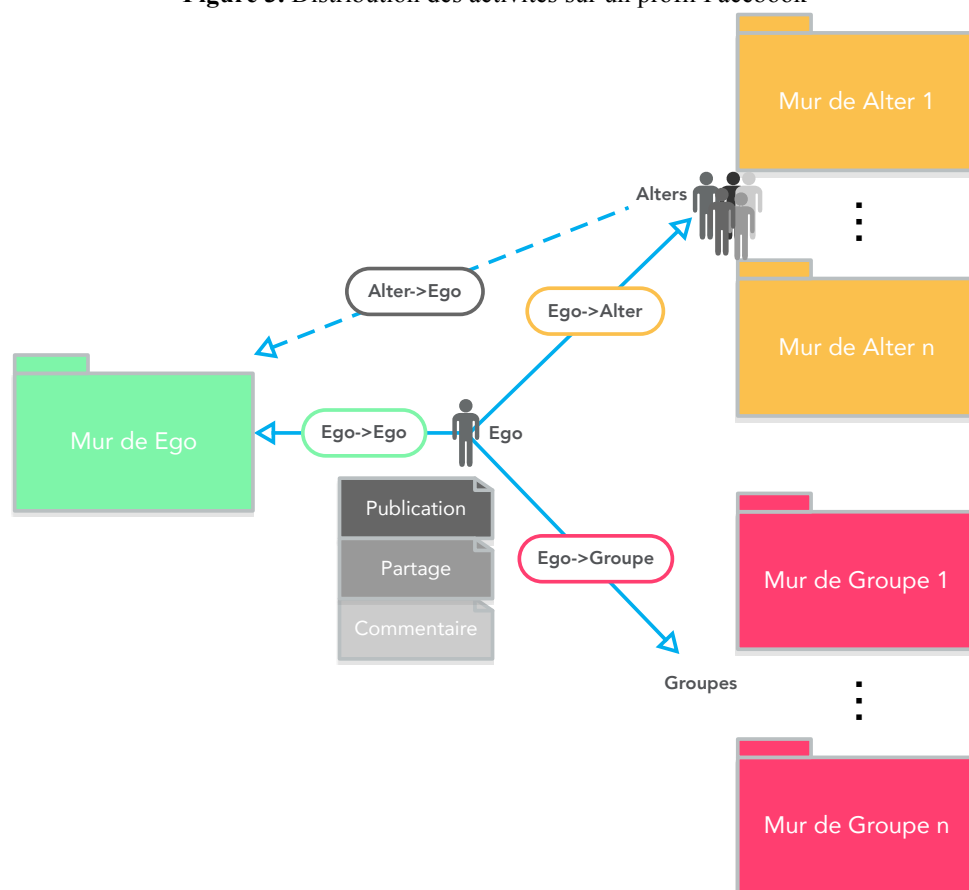 Figure 3. Distribution des activités sur un profil Facebook
Mur de Alter 1
Alters
Alter->Ego
Ego->Alter
Mur de Alter n
Mur de Ego
Ego->Ego
Ego
Publication
Ego->Groupe
Partage
Mur de Groupe 1
Commentaire
Groupes
Mur de Groupe n